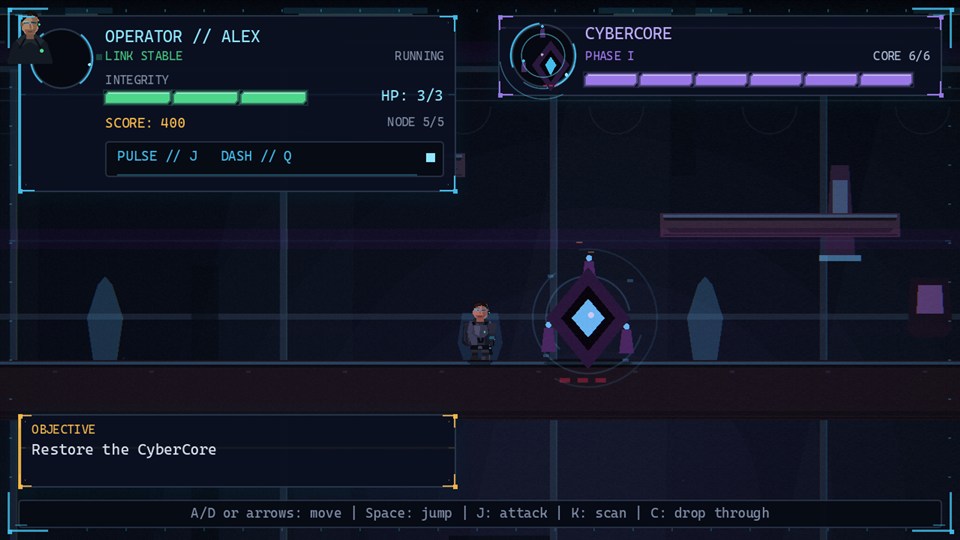 OPERATOR // ALEX
LINK STABLE
RUNNING
INTEGRITY
HP: 3/3
SCORE: 400
NODE 5/5
PULSE // J DASH // Q
CYBERCORE
PHASE I
CORE 6/6
OBJECTIVE
Restore the CyberCore
A/D or arrows: move | Space: jump | J: attack | K: scan | C: drop through